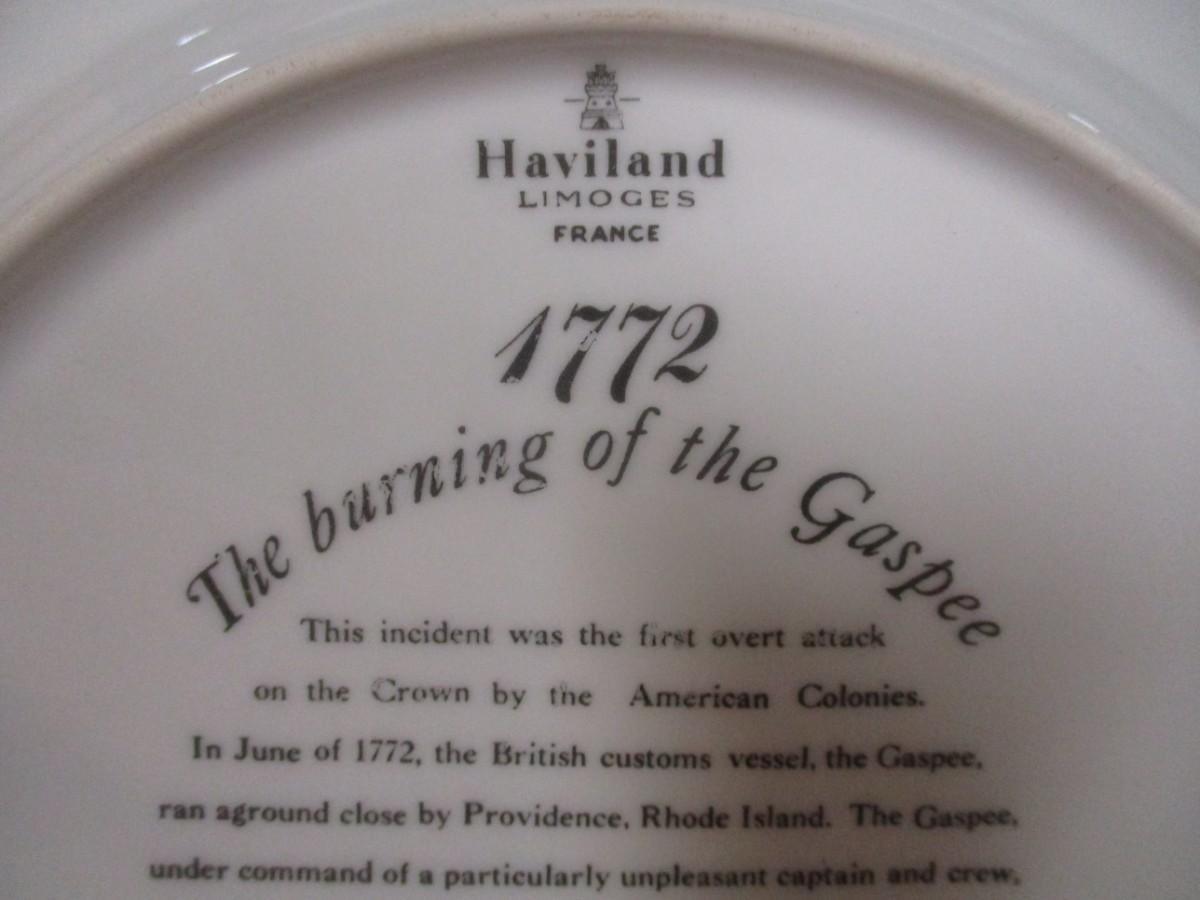 Haviland
LIMOGES
FRANCE
1772
The burning of the Gaspee
This incident was the first overt attack
on the Crown by the American Colonies.
In June of 1772, the British customs vessel, the Gaspee,
ran aground close by Providence, Rhode Island. The Gaspee,
under command of a particularly unpleasant captain and crew,